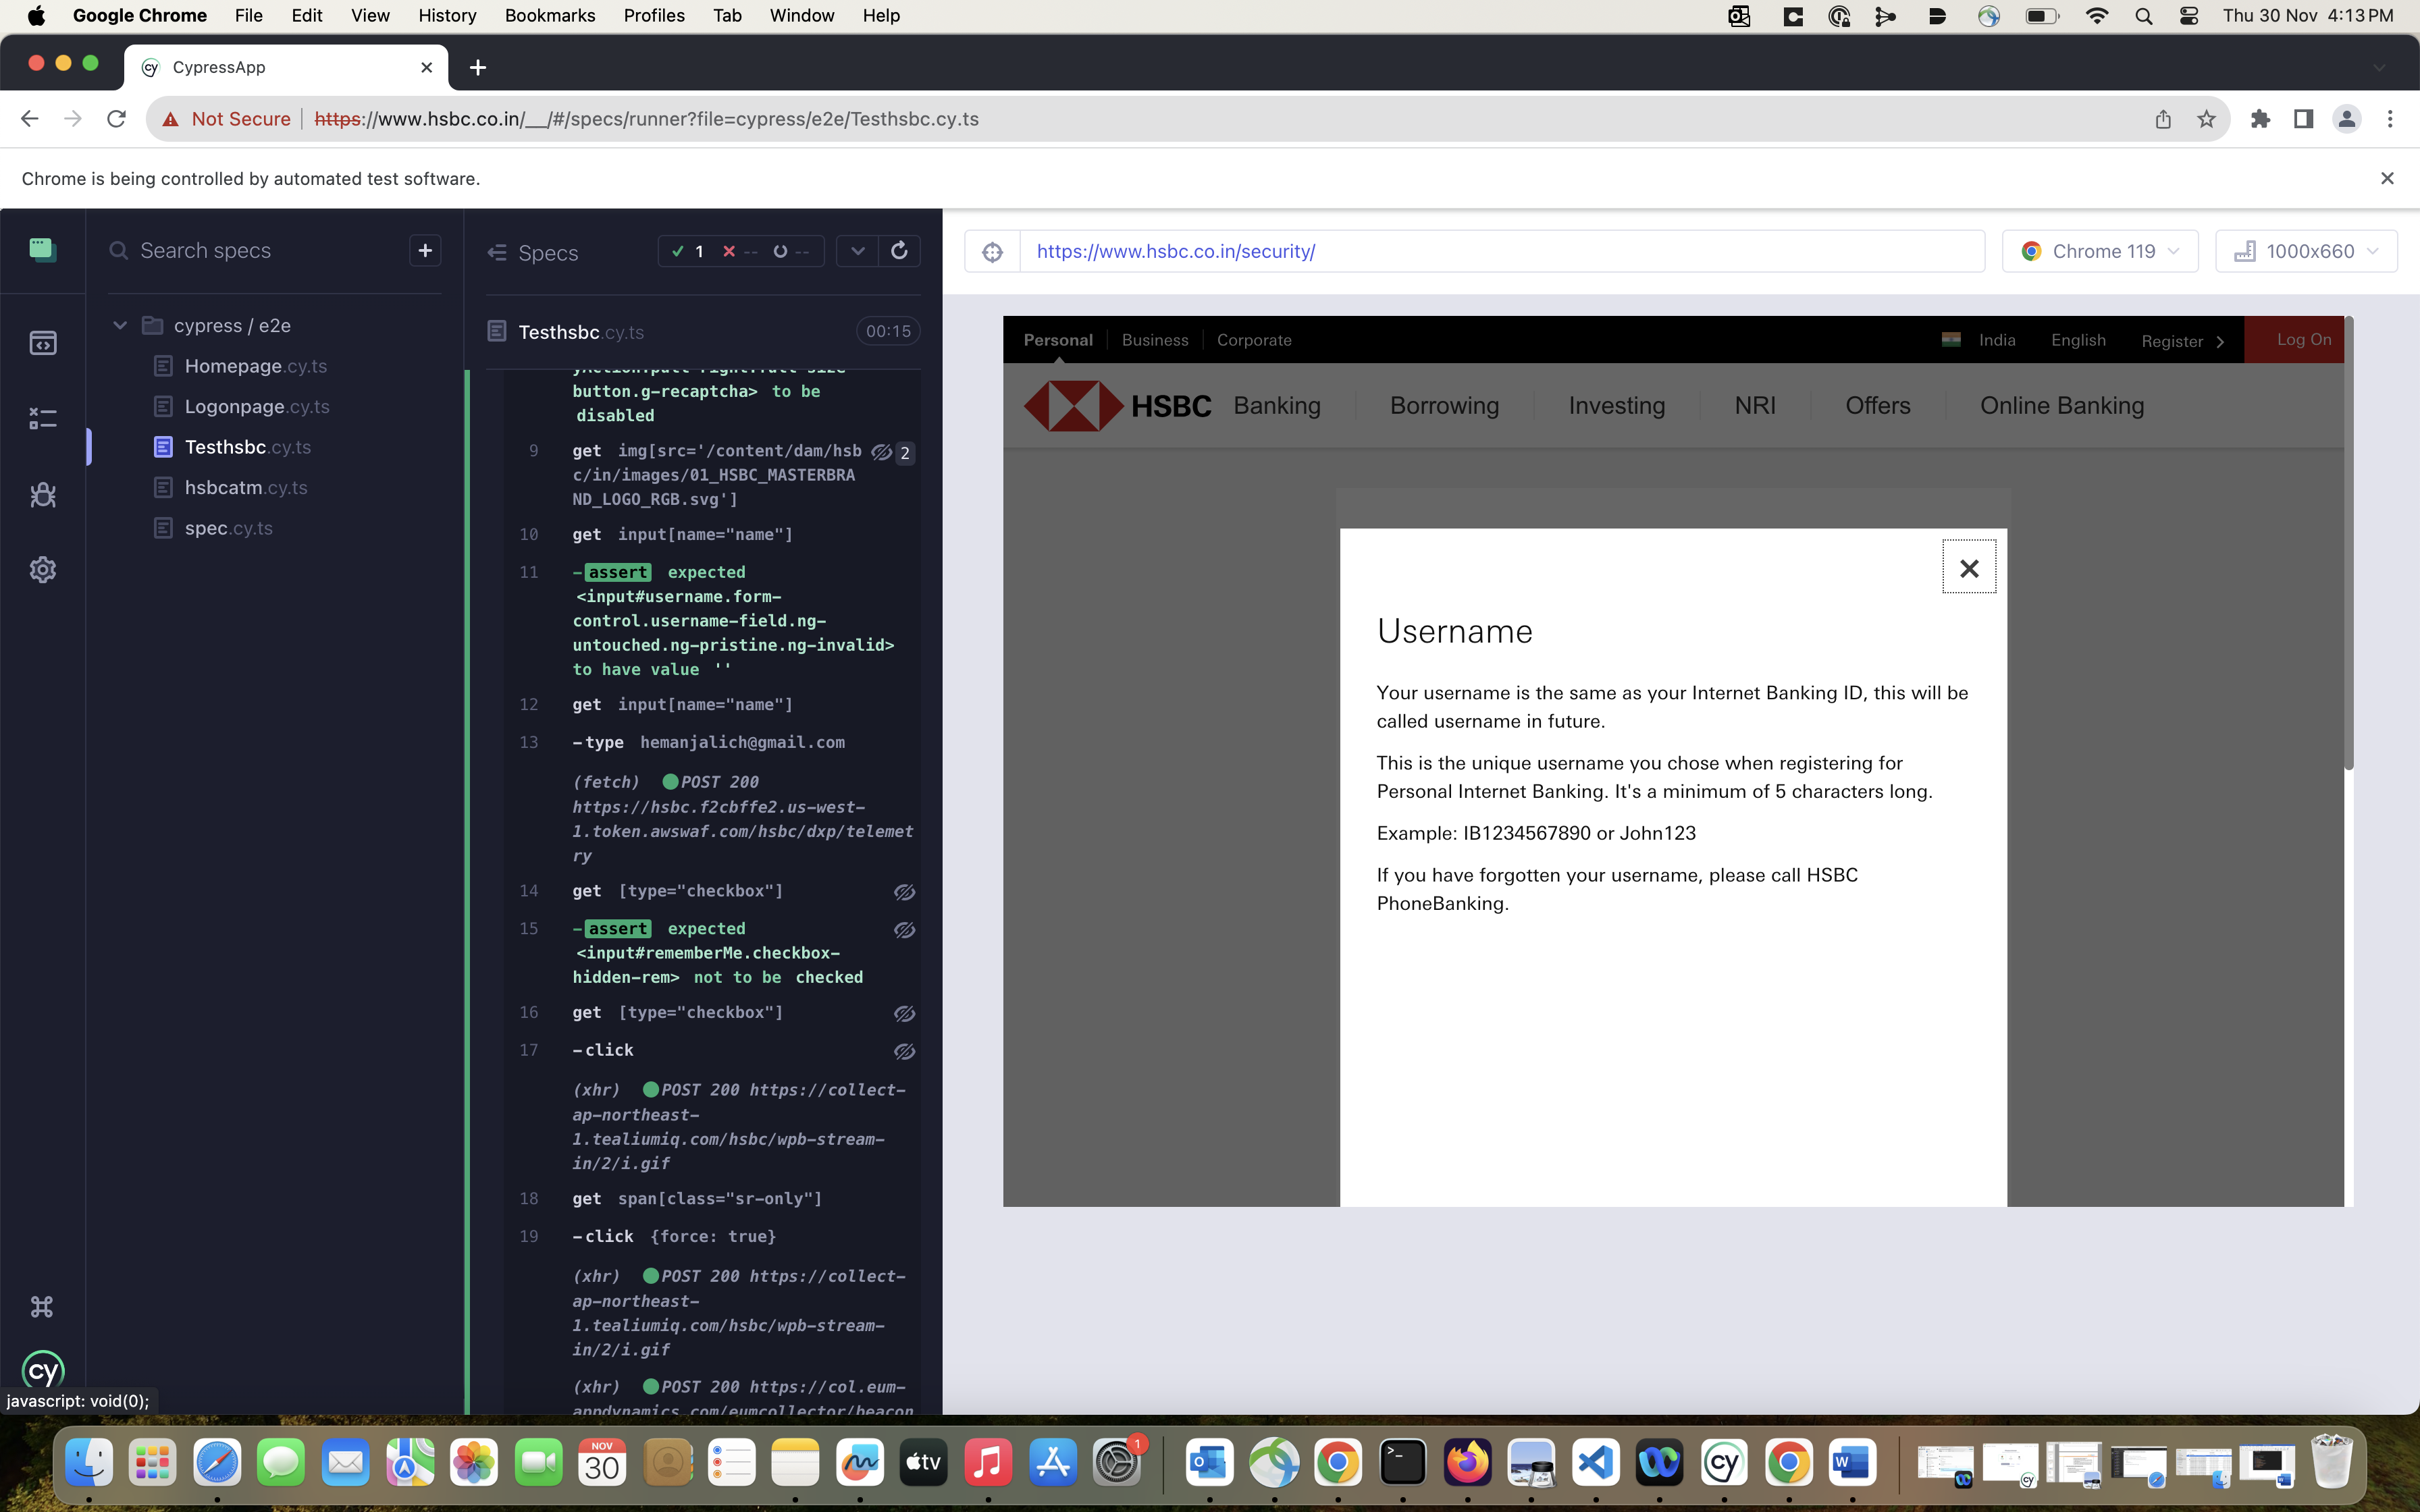 Google Chrome File Edit View History Bookmarks Profiles Tab Window Help
Thu 30 Nov 4:13 PM
CypressApp
Not Secure https://www.hsbc.co.in/__/#/specs/runner?file=cypress/e2e/Testhsbc.cy.ts
Chrome is being controlled by automated test software.
Search specs
cypress / e2e
Homepage.cy.ts
Logonpage.cy.ts
Testhsbc.cy.ts
hsbcatm.cy.ts
spec.cy.ts
cy
javascript: void(0);
Specs
1 -- --
Testhsbc.cy.ts 00:15
yAction.pull-right.full-size
button.g-recaptcha> to be
disabled
9 get img[src='/content/dam/hsb 2
c/in/images/01_HSBC_MASTERBRA
ND_LOGO_RGB.svg']
10 get input[name="name"]
11 -assert expected
<input#username.form-
control.username-field.ng-
untouched.ng-pristine.ng-invalid>
to have value ''
12 get input[name="name"]
13 -type hemanjalich@gmail.com
(fetch) POST 200
https://hsbc.f2cbffe2.us-west-
1.token.awswaf.com/hsbc/dxp/telemet
ry
14 get [type="checkbox"]
15 -assert expected
<input#rememberMe.checkbox-
hidden-rem> not to be checked
16 get [type="checkbox"]
17 -click
(xhr) POST 200 https://collect-
ap-northeast-
1.tealiumiq.com/hsbc/wpb-stream-
in/2/i.gif
18 get span[class="sr-only"]
19 -click {force: true}
(xhr) POST 200 https://collect-
ap-northeast-
1.tealiumiq.com/hsbc/wpb-stream-
in/2/i.gif
(xhr) POST 200 https://col.eum-
appdynamics.com/eumcollector/beacon
https://www.hsbc.co.in/security/
Chrome 119
1000x660
Personal Business Corporate India English Register Log On
HSBC Banking Borrowing Investing NRI Offers Online Banking
Username
Your username is the same as your Internet Banking ID, this will be
called username in future.
This is the unique username you chose when registering for
Personal Internet Banking. It's a minimum of 5 characters long.
Example: IB1234567890 or John123
If you have forgotten your username, please call HSBC
PhoneBanking.
NOV
30
tv
1
cy